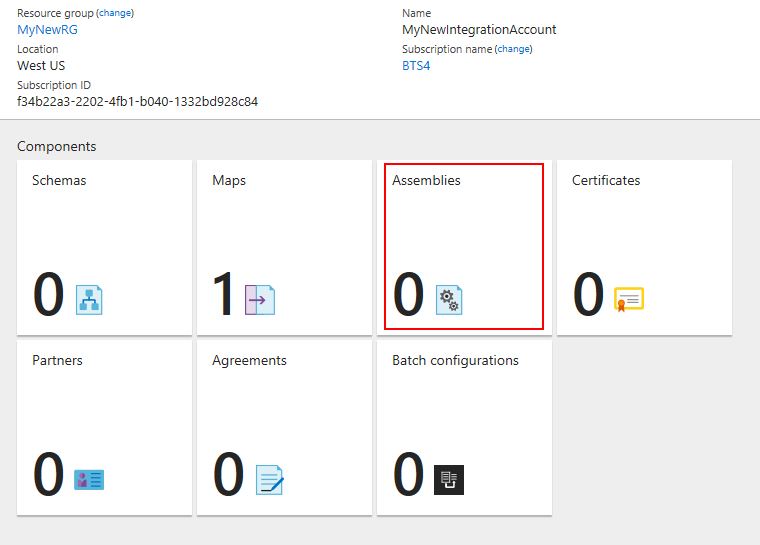 Resource group (change)
MyNewRG
Location
West US
Subscription ID
f34b22a3-2202-4fb1-b040-1332bd928c84
Name
MyNewIntegrationAccount
Subscription name (change)
BTS4
Components
Schemas
0
Maps
1
Assemblies
0
Certificates
0
Partners
0
Agreements
0
Batch configurations
0